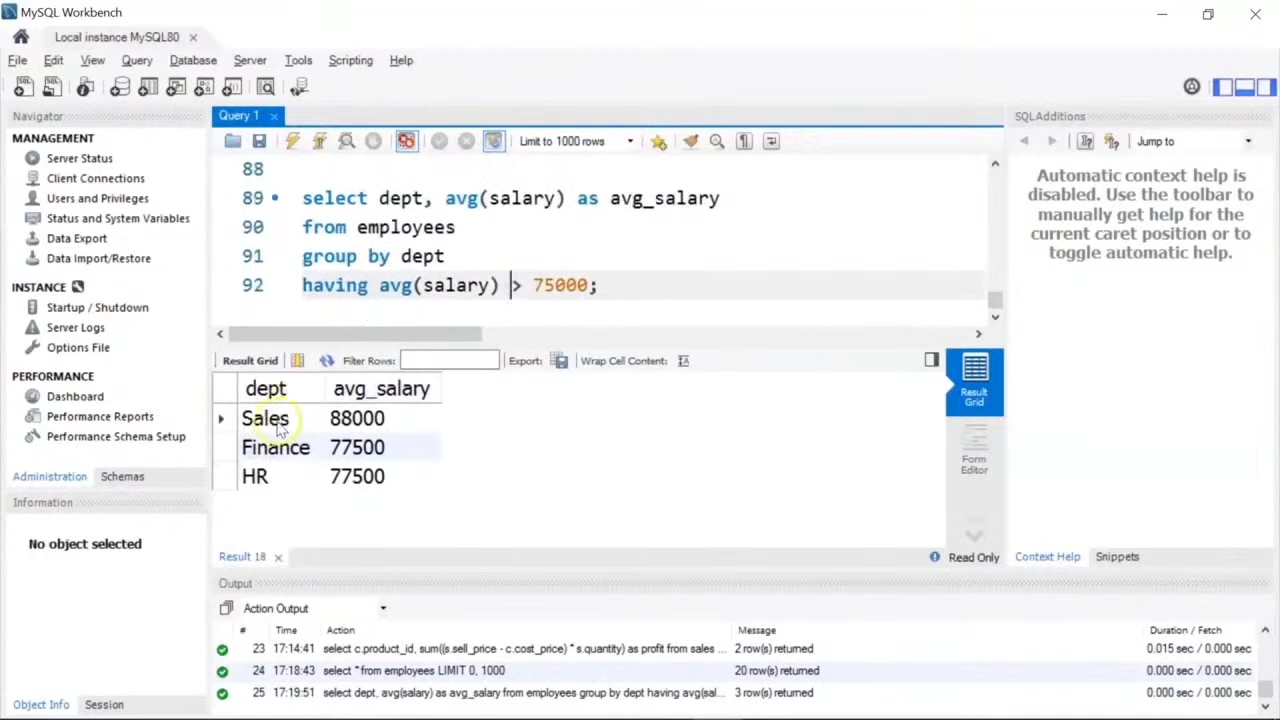 MySQL Workbench
Local instance MySQL80
File Edit View Query Database Server Tools Scripting Help
Navigator
MANAGEMENT
Server Status
Client Connections
Users and Privileges
Status and System Variables
Data Export
Data Import/Restore
INSTANCE
Startup / Shutdown
Server Logs
Options File
PERFORMANCE
Dashboard
Performance Reports
Performance Schema Setup
Administration Schemas
Information
No object selected
Object Info Session
Query 1
Limit to 1000 rows
88
89 select dept, avg(salary) as avg_salary
90 from employees
91 group by dept
92 having avg(salary) > 75000;
Result Grid Filter Rows: Export: Wrap Cell Content:
dept avg_salary
Sales 88000
Finance 77500
HR 77500
Result Grid
Form Editor
Result 18 Read Only
SQLAdditions
Jump to
Automatic context help is
disabled. Use the toolbar to
manually get help for the
current caret position or to
toggle automatic help.
Context Help Snippets
Output
Action Output
# Time Action Message Duration / Fetch
23 17:14:41 select c.product_id, sum((s.sell_price - c.cost_price) * s.quantity) as profit from sales ... 2 row(s) returned 0.015 sec / 0.000 sec
24 17:18:43 select * from employees LIMIT 0, 1000 20 row(s) returned 0.000 sec / 0.000 sec
25 17:19:51 select dept, avg(salary) as avg_salary from employees group by dept having avg(sal... 3 row(s) returned 0.000 sec / 0.000 sec